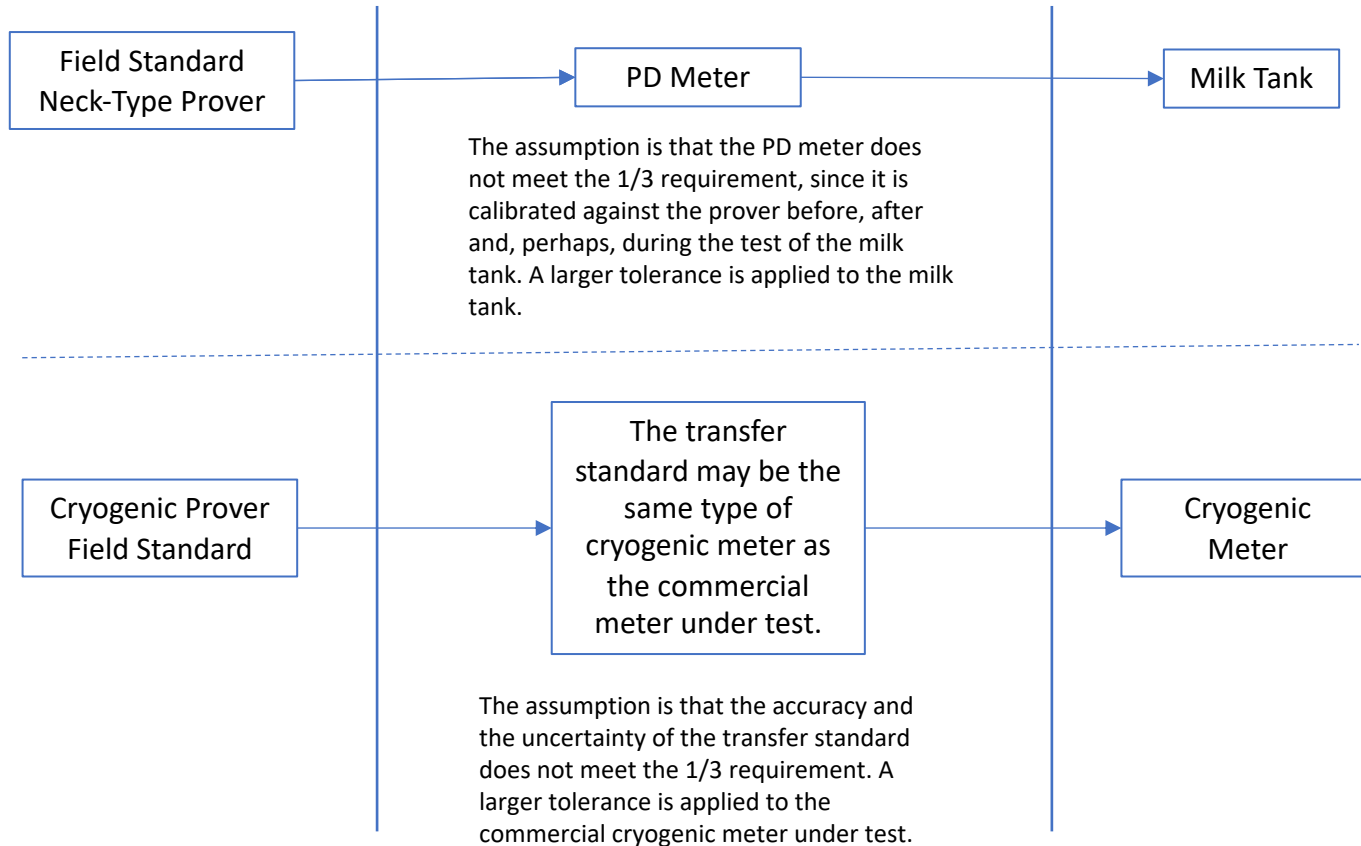 Field Standard
Neck-Type Prover
PD Meter
Milk Tank
The assumption is that the PD meter does
not meet the 1/3 requirement, since it is
calibrated against the prover before, after
and, perhaps, during the test of the milk
tank. A larger tolerance is applied to the milk
tank.
Cryogenic Prover
Field Standard
The transfer
standard may be the
same type of
cryogenic meter as
the commercial
meter under test.
Cryogenic
Meter
The assumption is that the accuracy and
the uncertainty of the transfer standard
does not meet the 1/3 requirement. A
larger tolerance is applied to the
commercial cryogenic meter under test.